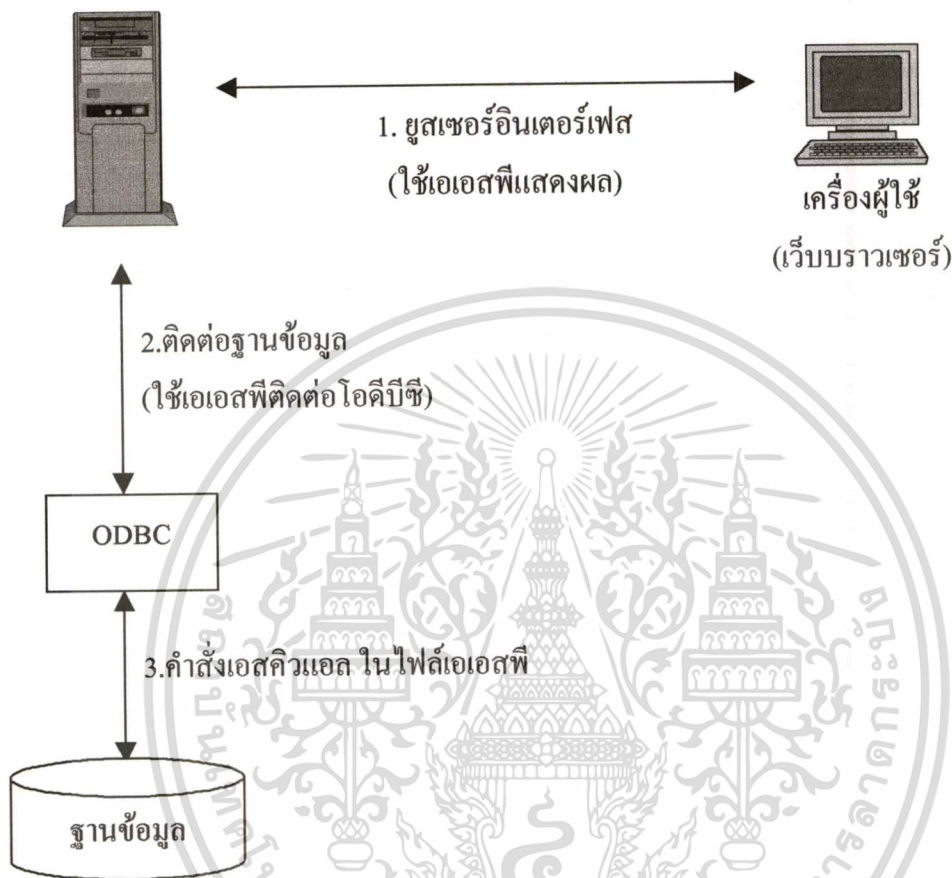 1. ยูสเซอร์อินเตอร์เฟส
(ใช้เอเอสพีแสดงผล)
เครื่องผู้ใช้
(เว็บบราวเซอร์)
2.ติดต่อฐานข้อมูล
(ใช้เอเอสพีติดต่อโอดีบีซี)
ODBC
3.คำสั่งเอสคิวแอล ในไฟล์เอเอสพี
ฐานข้อมูล